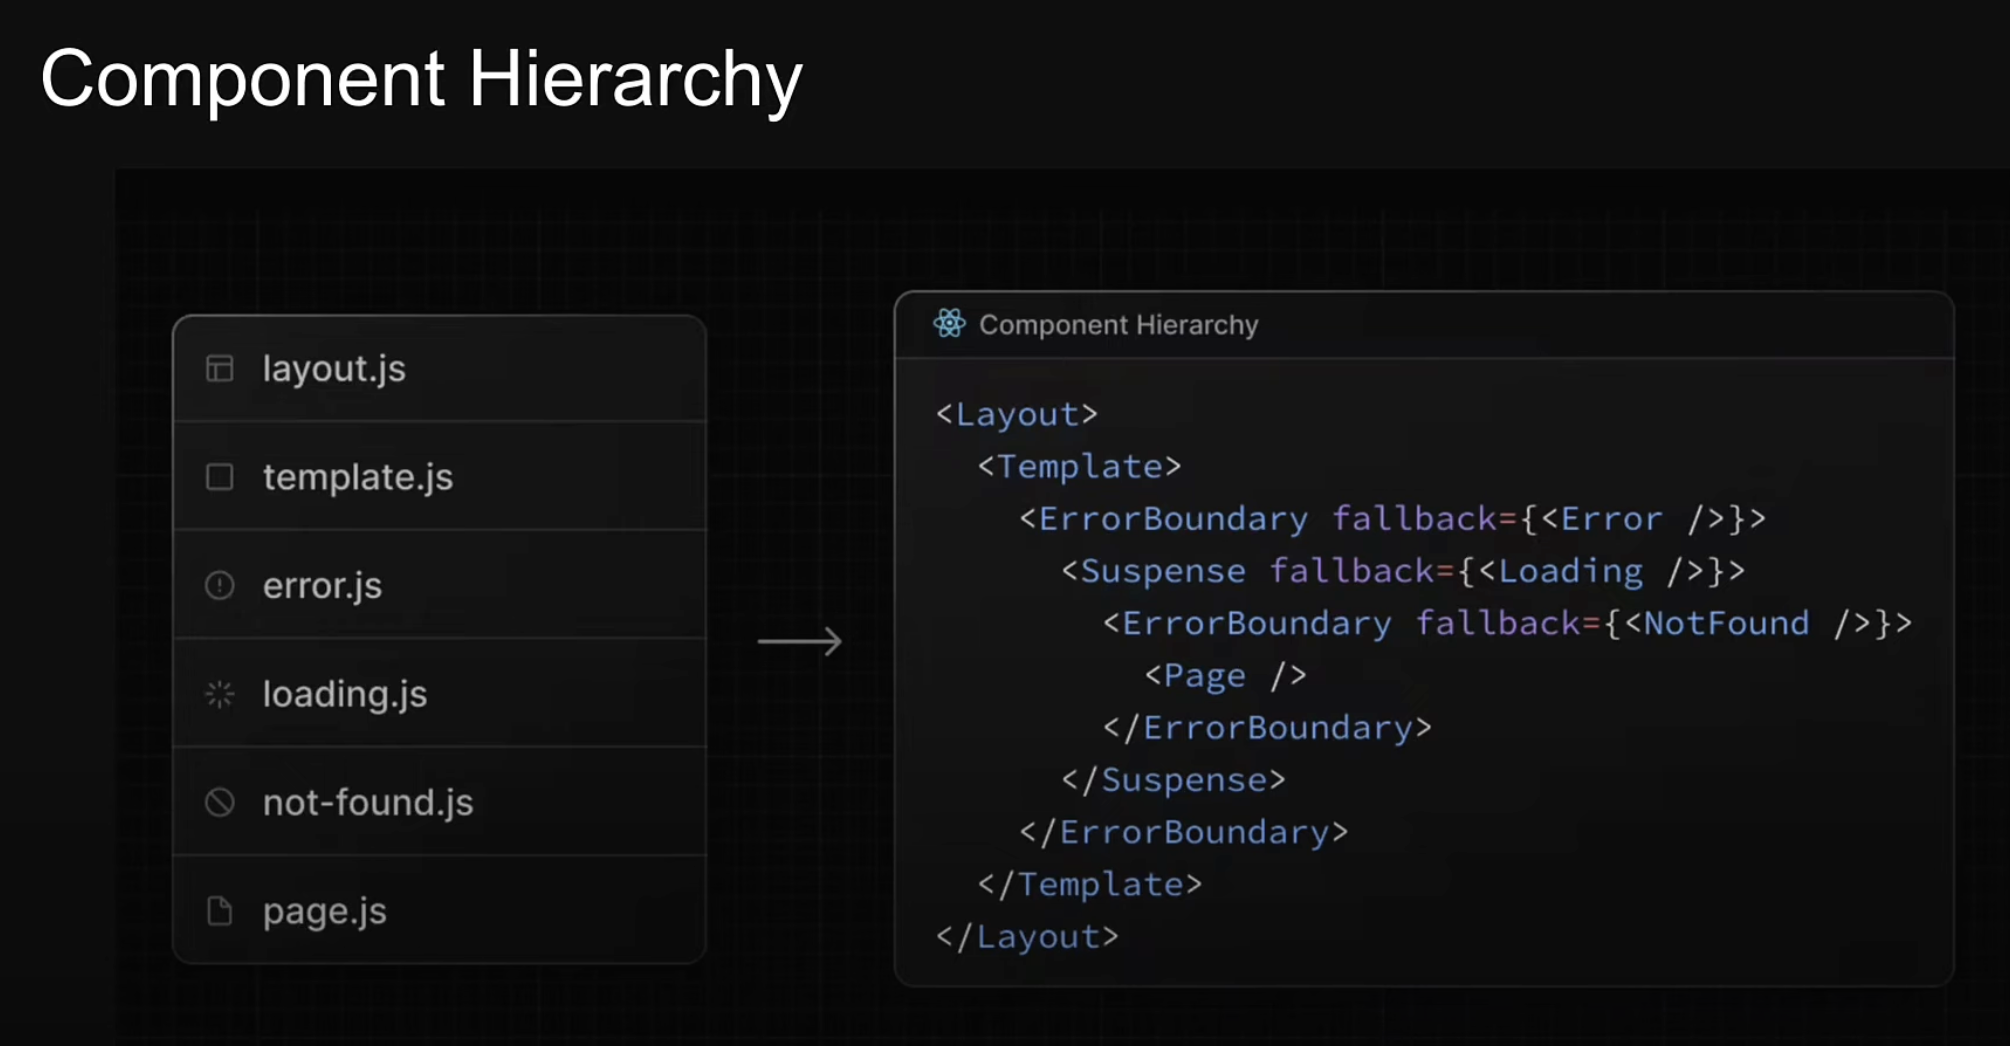 Component Hierarchy
layout.js
template.js
error.js
loading.js
not-found.js
page.js
Component Hierarchy
<Layout>
<Template>
<ErrorBoundary fallback={<Error />}>
<Suspense fallback={<Loading />}>
<ErrorBoundary fallback={<NotFound />}>
<Page />
</ErrorBoundary>
</Suspense>
</ErrorBoundary>
</Template>
</Layout>